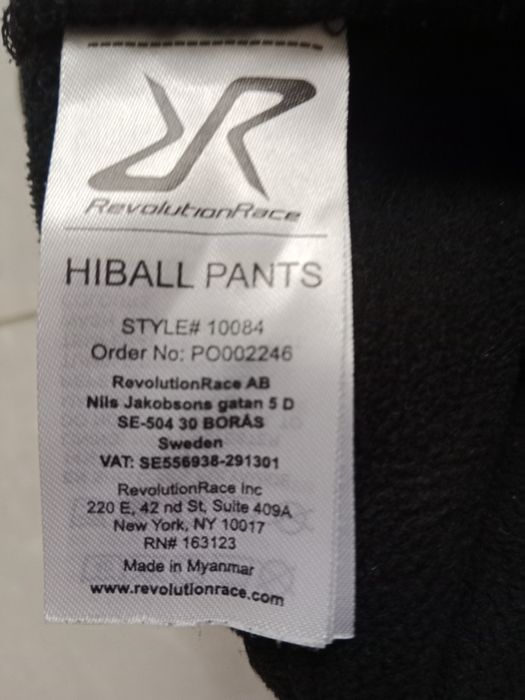 RevolutionRace
HIBALL PANTS
STYLE# 10084
Order No: PO002246
RevolutionRace AB
Nils Jakobsons gatan 5 D
SE-504 30 BORÅS
Sweden
VAT: SE556938-291301
RevolutionRace Inc
220 E, 42 nd St, Suite 409A
New York, NY 10017
RN# 163123
Made in Myanmar
www.revolutionrace.com